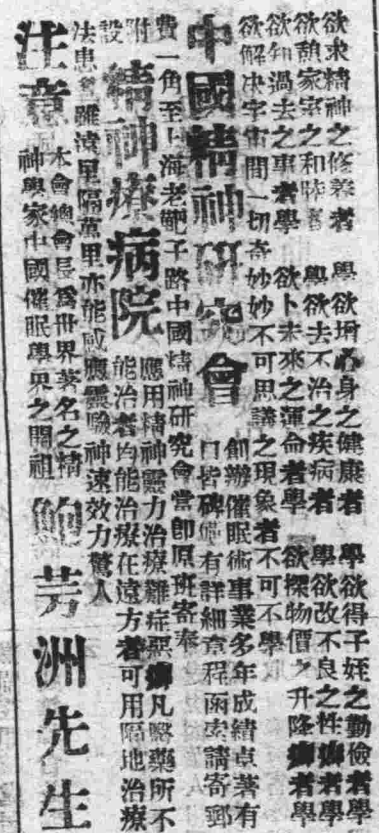 欲求精神之修養者 學欲增心身之健康者 學欲得子姪之勤儉者學
欲憩家室之和睦者 學欲去不治之疾病者 學欲改不良之性癖者學
欲知過去之事者學 欲卜未來之運命者學 欲探物價之升降者學
欲解決宇宙間一切奇妙妙不可思議之現象者不可不學
中國精神研究會
創辦催眠術事業多年成績卓著有
口皆碑備有詳細章程函索請寄郵
費一角至上海老靶子路中國精神研究會當即原班寄奉
附設
精神療病院
應用精神靈力治療難症惡癖凡醫藥所不
能治者均能治療在遠方者可用隔地治療
法患者雖遠星隔萬里亦能感應靈驗神速效力驚人
注意
本會總會長爲世界著名之精
神學家中國催眠學界之開祖
鮑芳洲先生